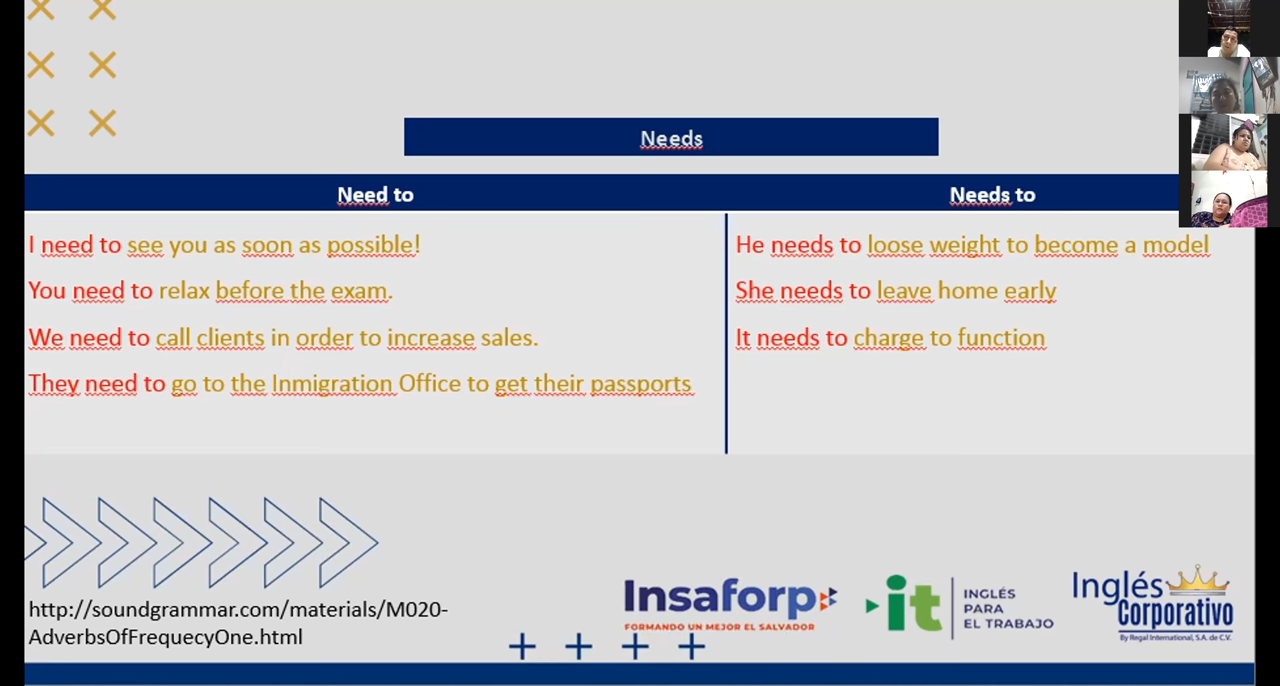 Needs
Need to
Needs to
I need to see you as soon as possible!
He needs to loose weight to become a model
You need to relax before the exam.
She needs to leave home early
We need to call clients in order to increase sales.
It needs to charge to function
They need to go to the Inmigration Office to get their passports
http://soundgrammar.com/materials/M020-
AdverbsOfFrequecyOne.html
Insaforp
FORMANDO UN MEJOR EL SALVADOR
it
INGLÉS
PARA
EL TRABAJO
Inglés
Corporativo
By Regal International, S.A. de C.V.